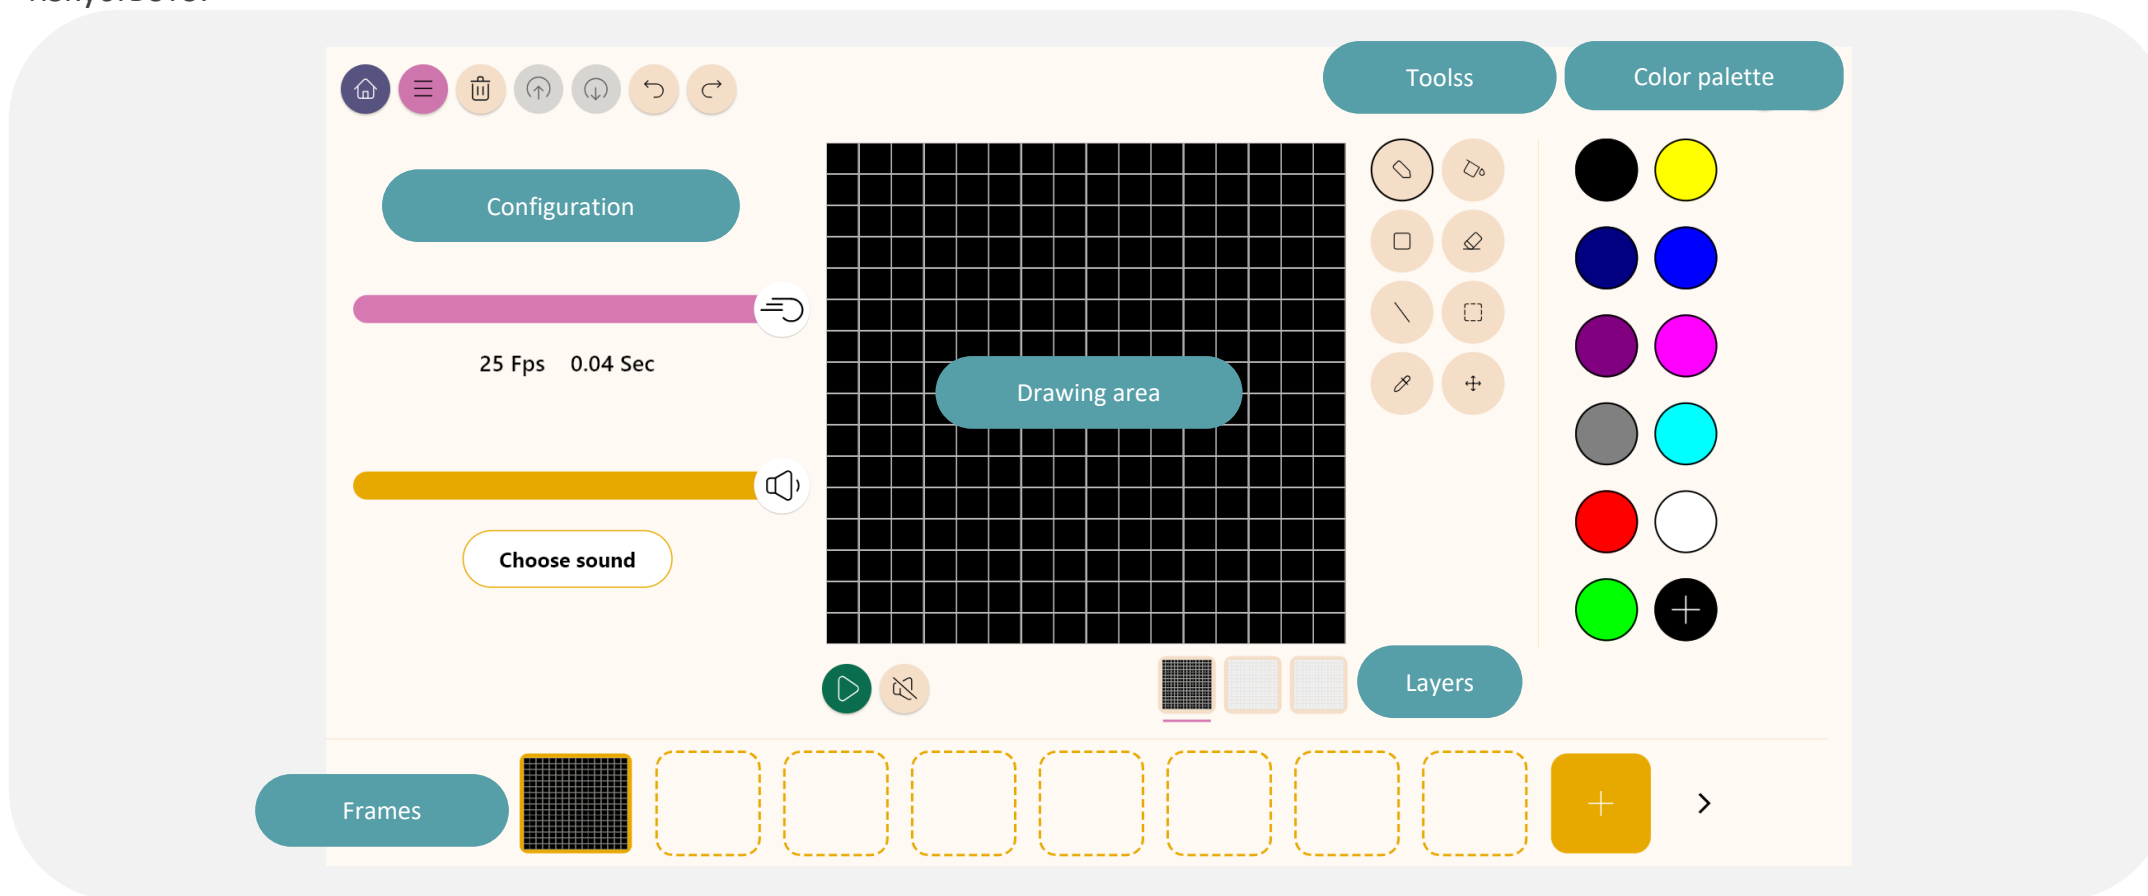 Toolss
Color palette
Configuration
25 Fps 0.04 Sec
Drawing area
Choose sound
Layers
Frames